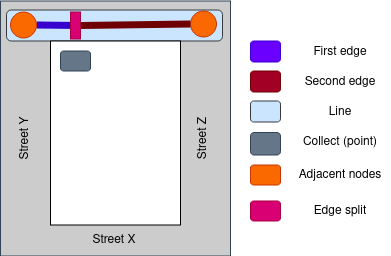 First edge
Second edge
Line
Collect (point)
Adjacent nodes
Edge split
Street Y
Street Z
Street X